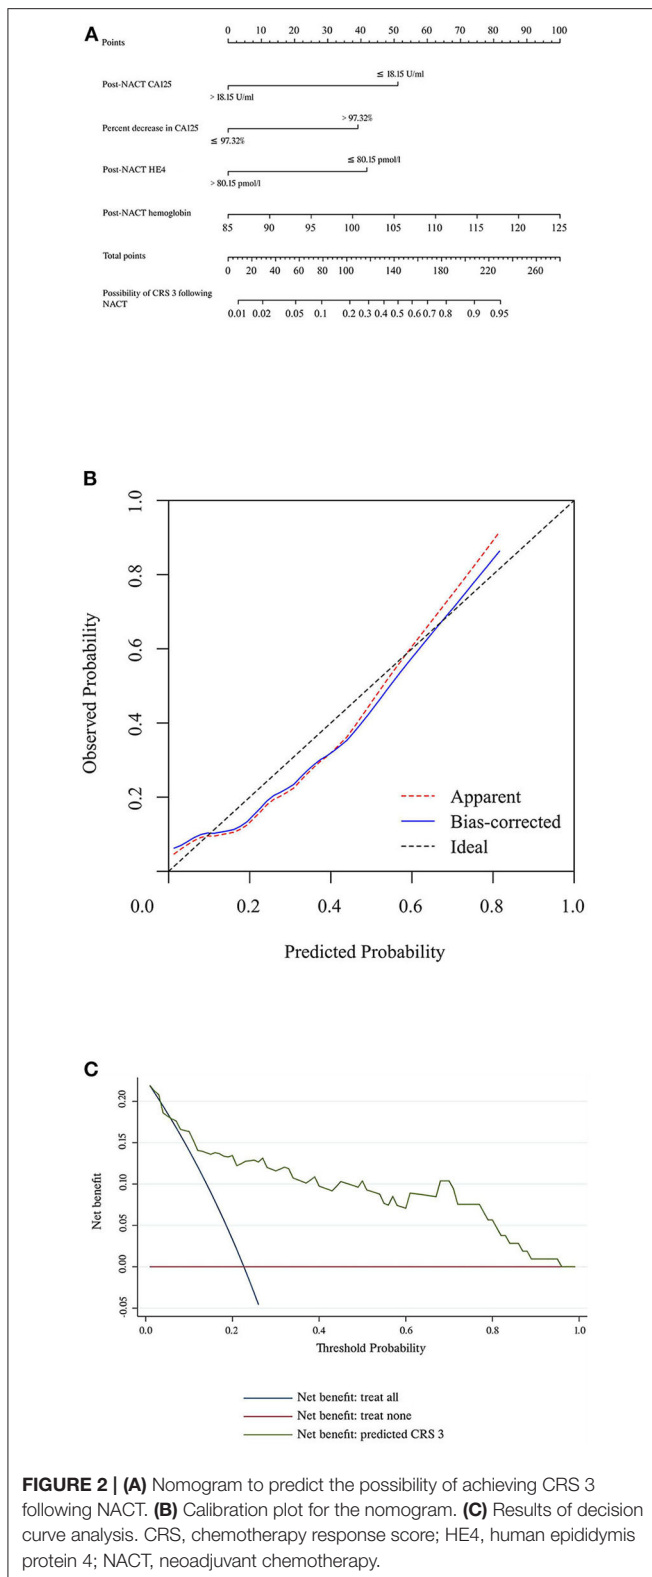 A
Points
0 10 20 30 40 50 60 70 80 90 100
≤ 18.15 U/ml
Post-NACT CA125
> 18.15 U/ml
> 97.32%
Percent decrease in CA125
≤ 97.32%
≤ 80.15 pmol/l
Post-NACT HE4
> 80.15 pmol/l
Post-NACT hemoglobin
85 90 95 100 105 110 115 120 125
Total points
0 20 40 60 80 100 140 180 220 260
Possibility of CRS 3 following
NACT
0.01 0.02 0.05 0.1 0.2 0.3 0.4 0.5 0.6 0.7 0.8 0.9 0.95
B
1.0
0.8
0.6
0.4
0.2
Observed Probability
Apparent
Bias-corrected
Ideal
0.0 0.2 0.4 0.6 0.8 1.0
Predicted Probability
C
0.20
0.15
0.10
0.05
0.00
-0.05
Net benefit
0.0 0.2 0.4 0.6 0.8 1.0
Threshold Probability
Net benefit: treat all
Net benefit: treat none
Net benefit: predicted CRS 3
FIGURE 2 | (A) Nomogram to predict the possibility of achieving CRS 3
following NACT. (B) Calibration plot for the nomogram. (C) Results of decision
curve analysis. CRS, chemotherapy response score; HE4, human epididymis
protein 4; NACT, neoadjuvant chemotherapy.